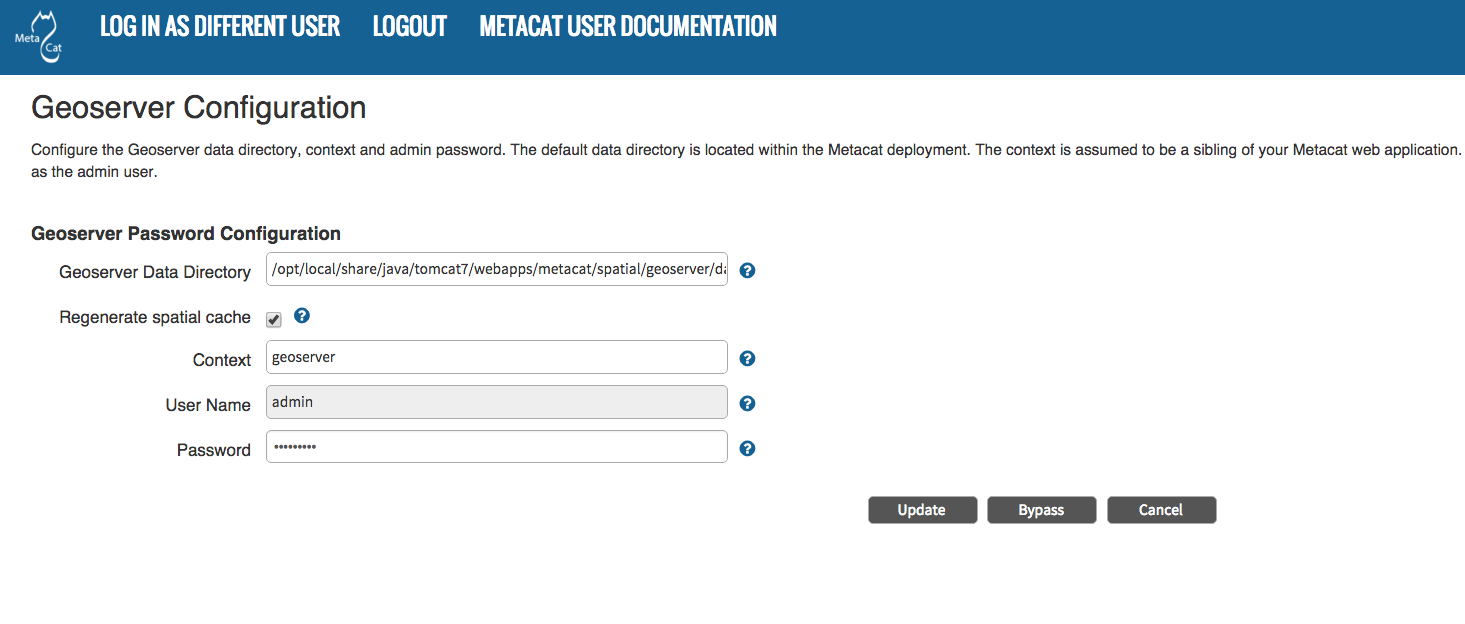 Meta Cat
LOG IN AS DIFFERENT USER LOGOUT METACAT USER DOCUMENTATION
Geoserver Configuration
Configure the Geoserver data directory, context and admin password. The default data directory is located within the Metacat deployment. The context is assumed to be a sibling of your Metacat web application.
as the admin user.
Geoserver Password Configuration
Geoserver Data Directory /opt/local/share/java/tomcat7/webapps/metacat/spatial/geoserver/da ?
Regenerate spatial cache ?
Context geoserver ?
User Name admin ?
Password ••••••••• ?
Update Bypass Cancel